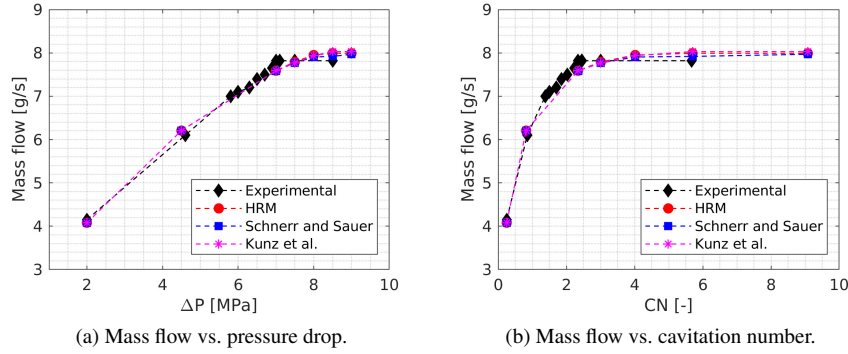 9
8
7
6
5
4
3
Mass flow [g/s]
Experimental
HRM
Schnerr and Sauer
Kunz et al.
2 4 6 8 10
ΔP [MPa]
(a) Mass flow vs. pressure drop.
9
8
7
6
5
4
3
Mass flow [g/s]
Experimental
HRM
Schnerr and Sauer
Kunz et al.
0 2 4 6 8 10
CN [-]
(b) Mass flow vs. cavitation number.